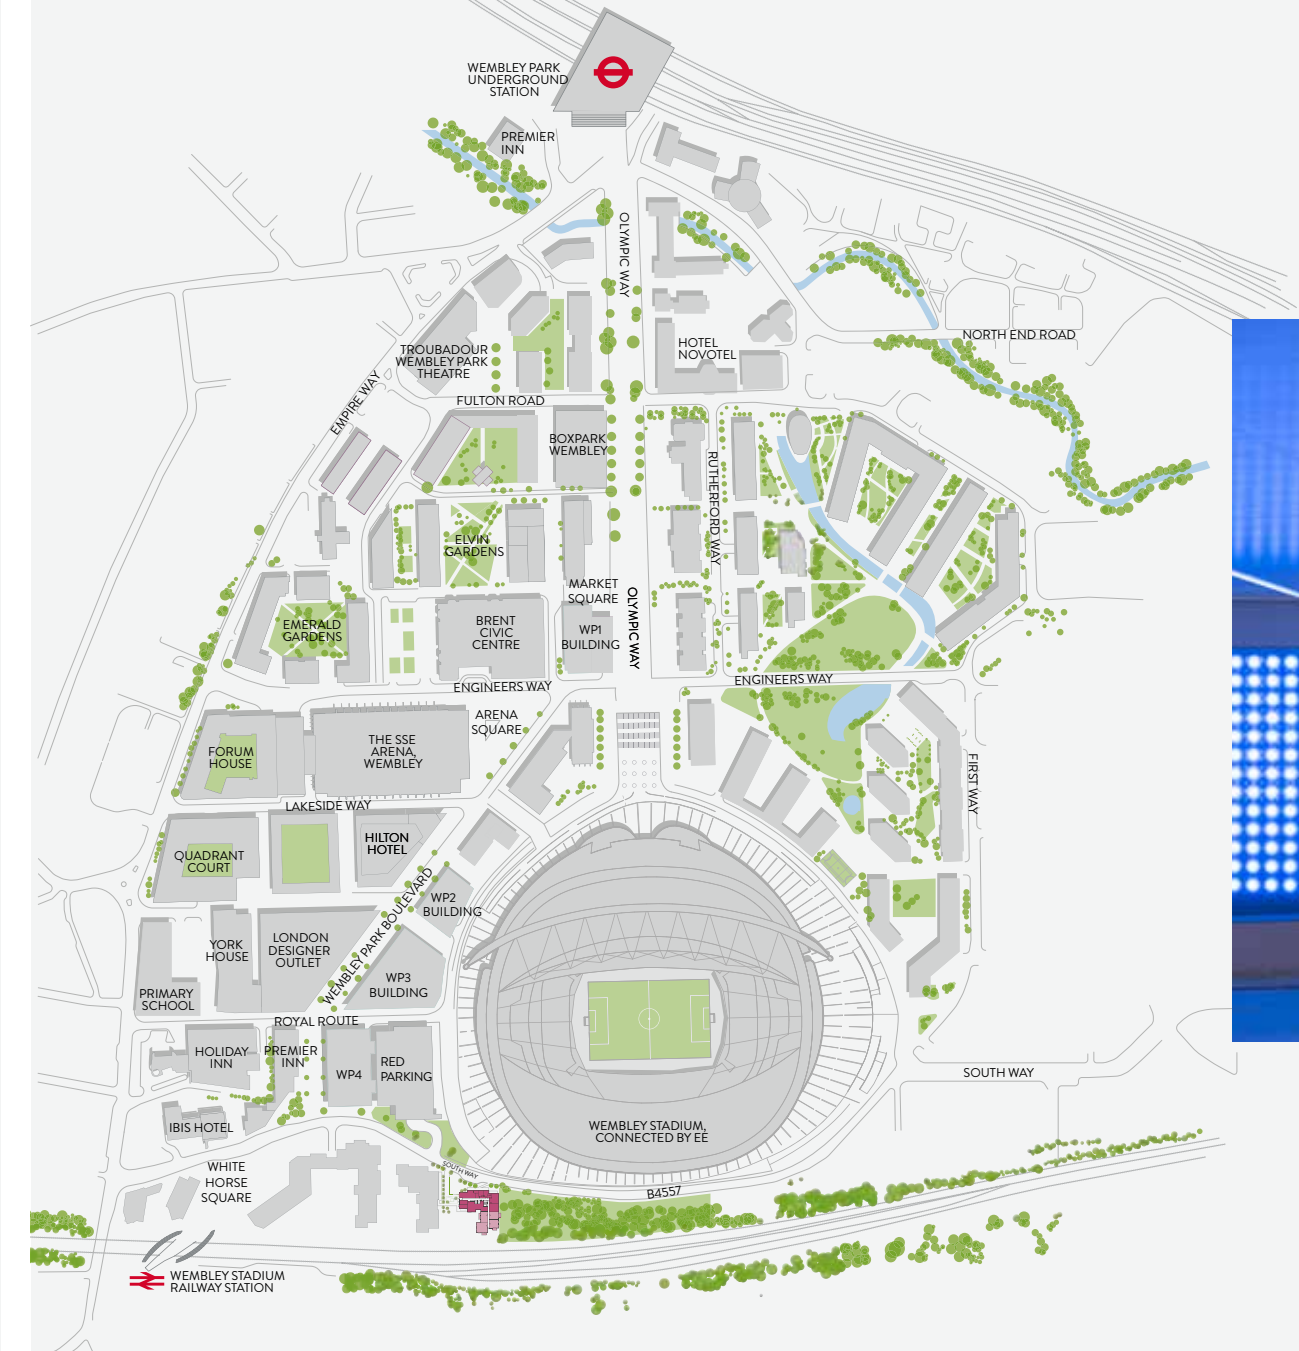 WEMBLEY PARK
UNDERGROUND
STATION
PREMIER
INN
OLYMPIC WAY
NORTH END ROAD
HOTEL
NOVOTEL
TROUBADOUR
WEMBLEY PARK
THEATRE
EMPIRE WAY
FULTON ROAD
BOXPARK
WEMBLEY
RUTHERFORD WAY
ELVIN
GARDENS
MARKET
SQUARE
OLYMPIC WAY
EMERALD
GARDENS
BRENT
CIVIC
CENTRE
WP1
BUILDING
ENGINEERS WAY
ENGINEERS WAY
ARENA
SQUARE
FORUM
HOUSE
THE SSE
ARENA,
WEMBLEY
FIRST WAY
LAKESIDE WAY
HILTON
HOTEL
QUADRANT
COURT
WEMBLEY PARK BOULEVARD
WP2
BUILDING
YORK
HOUSE
LONDON
DESIGNER
OUTLET
WP3
BUILDING
PRIMARY
SCHOOL
ROYAL ROUTE
HOLIDAY
INN
PREMIER
INN
WP4
RED
PARKING
SOUTH WAY
IBIS HOTEL
WEMBLEY STADIUM,
CONNECTED BY EE
WHITE
HORSE
SQUARE
SOUTH WAY
B4557
WEMBLEY STADIUM
RAILWAY STATION